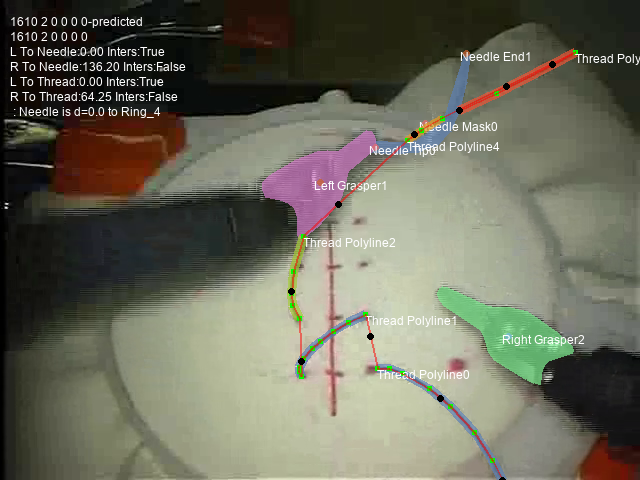 1610 2 0 0 0 0-predicted
1610 2 0 0 0 0
L To Needle:0.00 Inters:True
R To Needle:136.20 Inters:False
L To Thread:0.00 Inters:True
R To Thread:64.25 Inters:False
: Needle is d=0.0 to Ring_4
Needle End1
Thread Poly
Needle Mask0
Thread Polyline4
Needle Tip0
Left Grasper1
Thread Polyline2
Thread Polyline1
Right Grasper2
Thread Polyline0